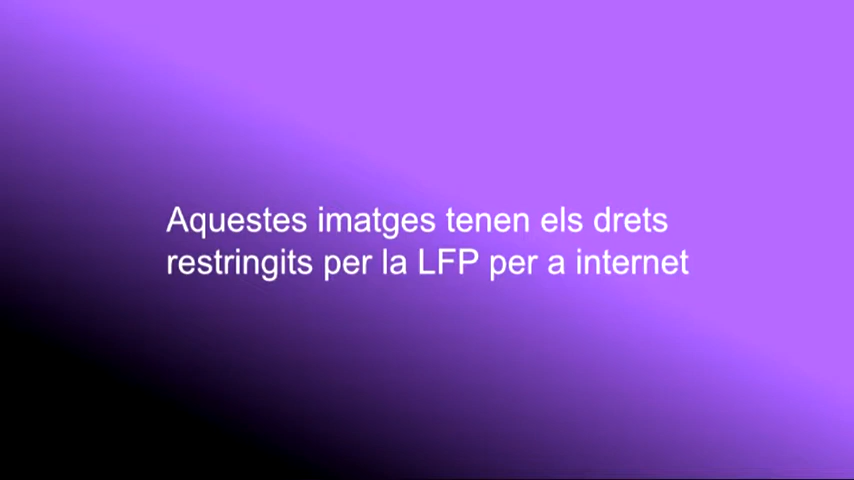 Aquestes imatges tenen els drets
restringits per la LFP per a internet